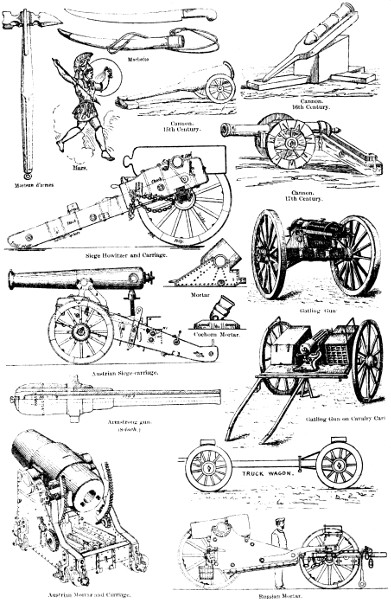 Machete
Cannon.
15th Century.
Cannon.
16th Century.
Mars.
Marteau d'armes
Cannon.
17th Century.
Siege Howitzer and Carriage.
Mortar
Gatling Gun
Coehorn Mortar.
Austrian Siege carriage.
Armstrong gun.
Gatling Gun on Cavalry Cart
TRUCK WAGON.
Austrian Mortar and Carriage.
Russian Mortar.